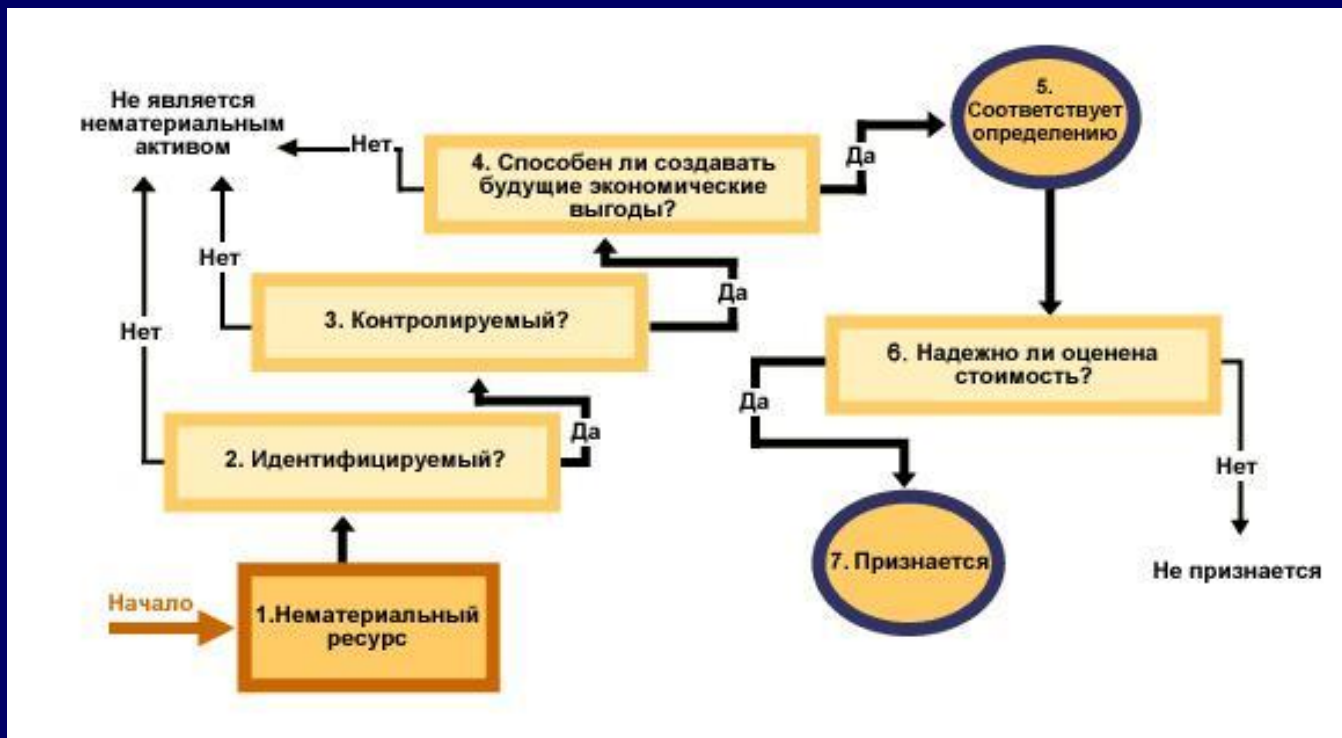 Не является
нематериальным
активом
Нет
4. Способен ли создавать
будущие экономические
выгоды?
Да
5.
Соответствует
определению
Нет
3. Контролируемый?
Да
Нет
2. Идентифицируемый?
Да
6. Надежно ли оценена
стоимость?
Да
Нет
Начало
1.Нематериальный
ресурс
7. Признается
Не признается